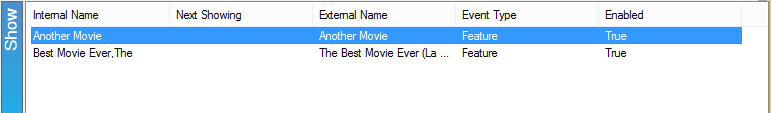 Show
Internal Name Next Showing External Name Event Type Enabled
Another Movie Another Movie Feature True
Best Movie Ever,The The Best Movie Ever (La ... Feature True